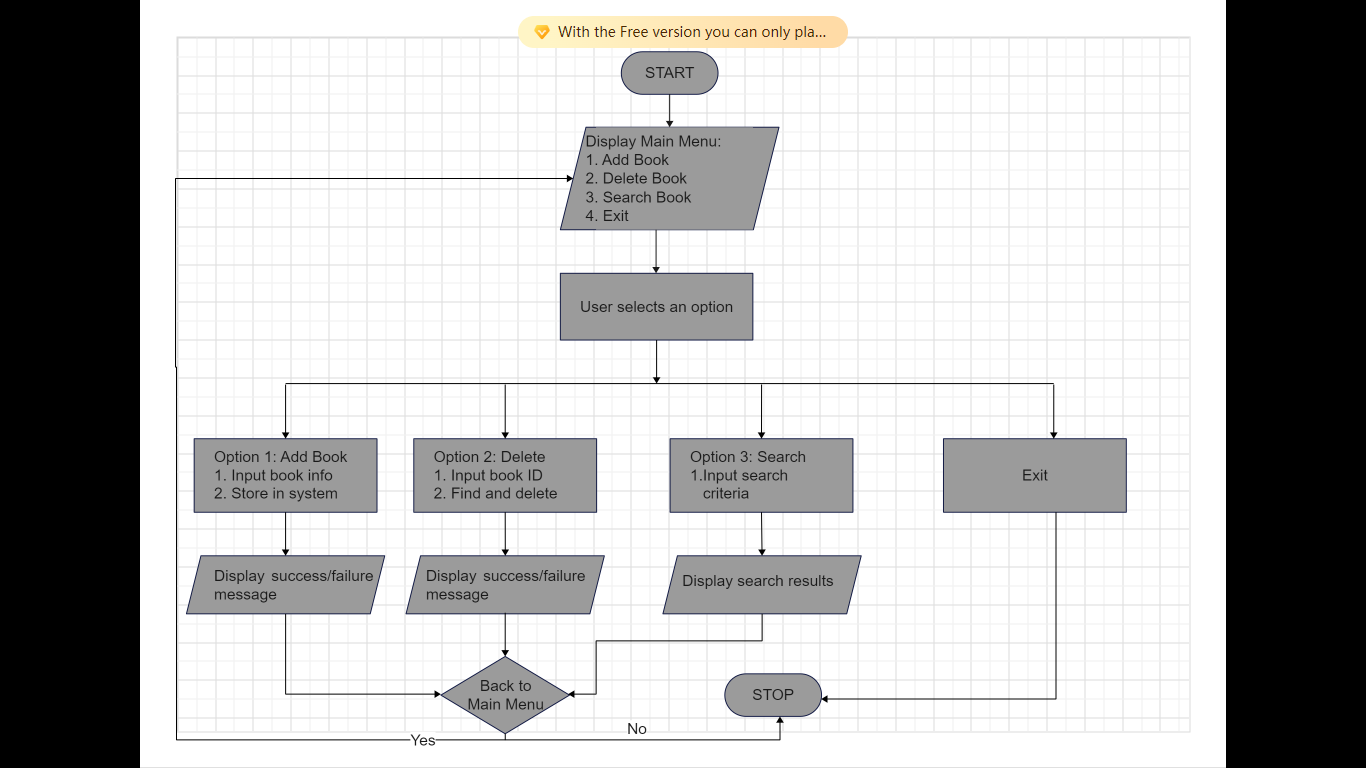 With the Free version you can only pla...
START
Display Main Menu:
1. Add Book
2. Delete Book
3. Search Book
4. Exit
User selects an option
Option 1: Add Book
1. Input book info
2. Store in system
Option 2: Delete
1. Input book ID
2. Find and delete
Option 3: Search
1.Input search
criteria
Exit
Display success/failure
message
Display success/failure
message
Display search results
Back to
Main Menu
STOP
No
Yes